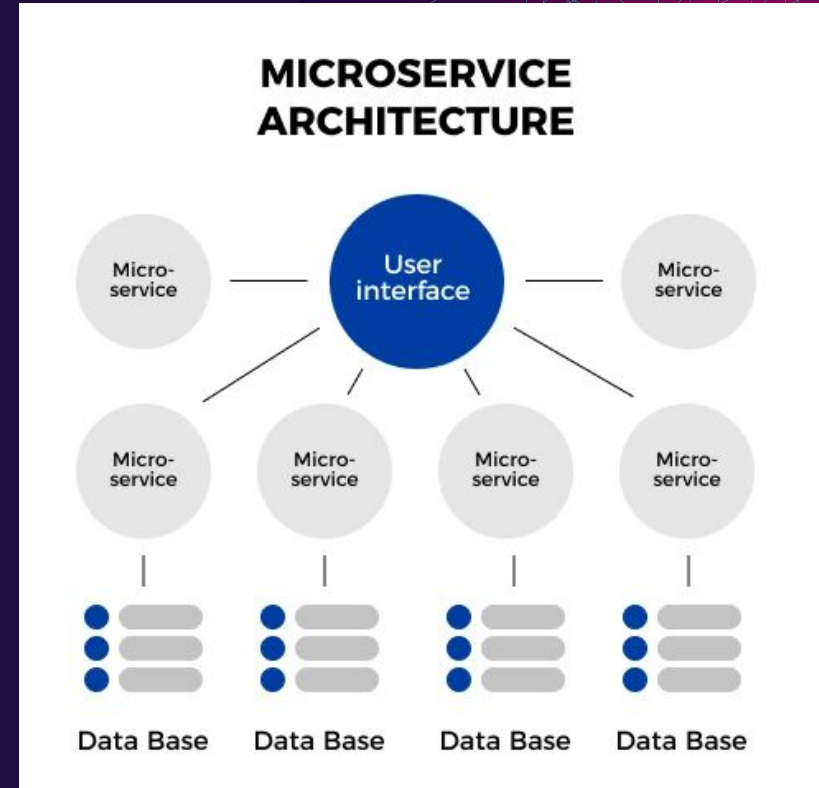 MICROSERVICE
ARCHITECTURE
Micro-
service
User
interface
Micro-
service
Micro-
service
Micro-
service
Micro-
service
Micro-
service
Data Base
Data Base
Data Base
Data Base